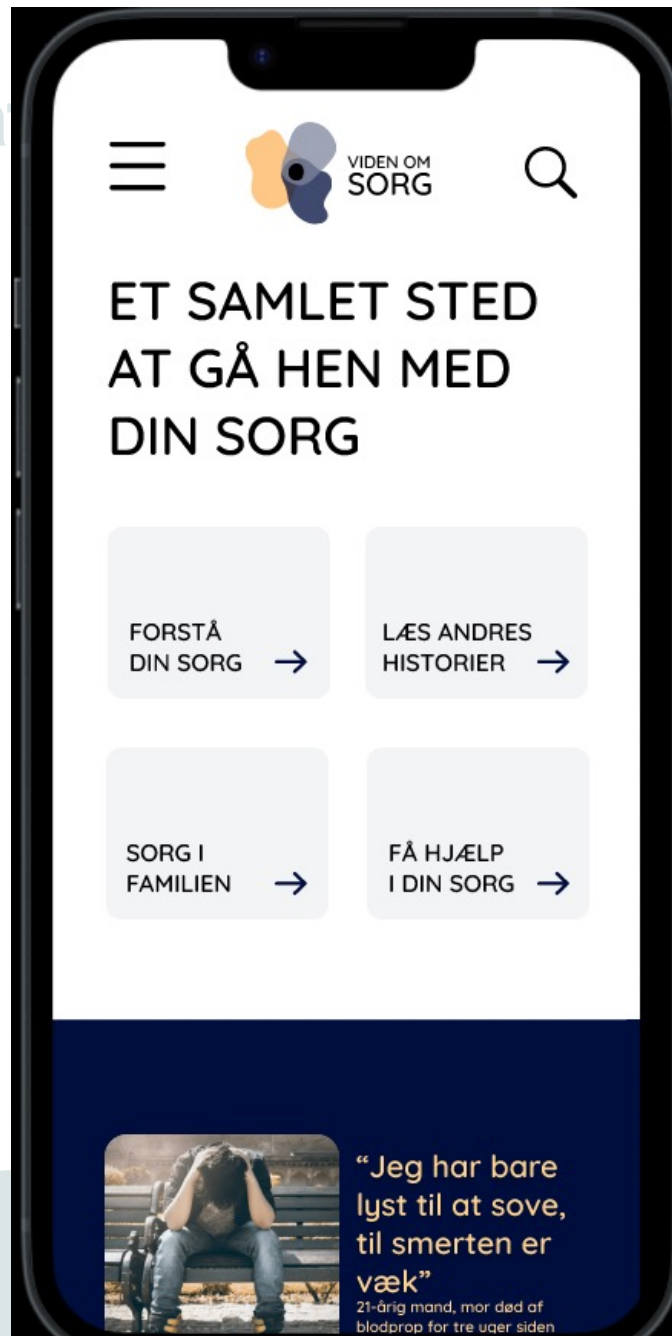 VIDEN OM
SORG
ET SAMLET STED
AT GÅ HEN MED
DIN SORG
FORSTÅ
DIN SORG
LÆS ANDRES
HISTORIER
SORG I
FAMILIEN
FÅ HJÆLP
I DIN SORG
“Jeg har bare
lyst til at sove,
til smerten er
væk”
21-årig mand, mor død af
blodprop for tre uger siden